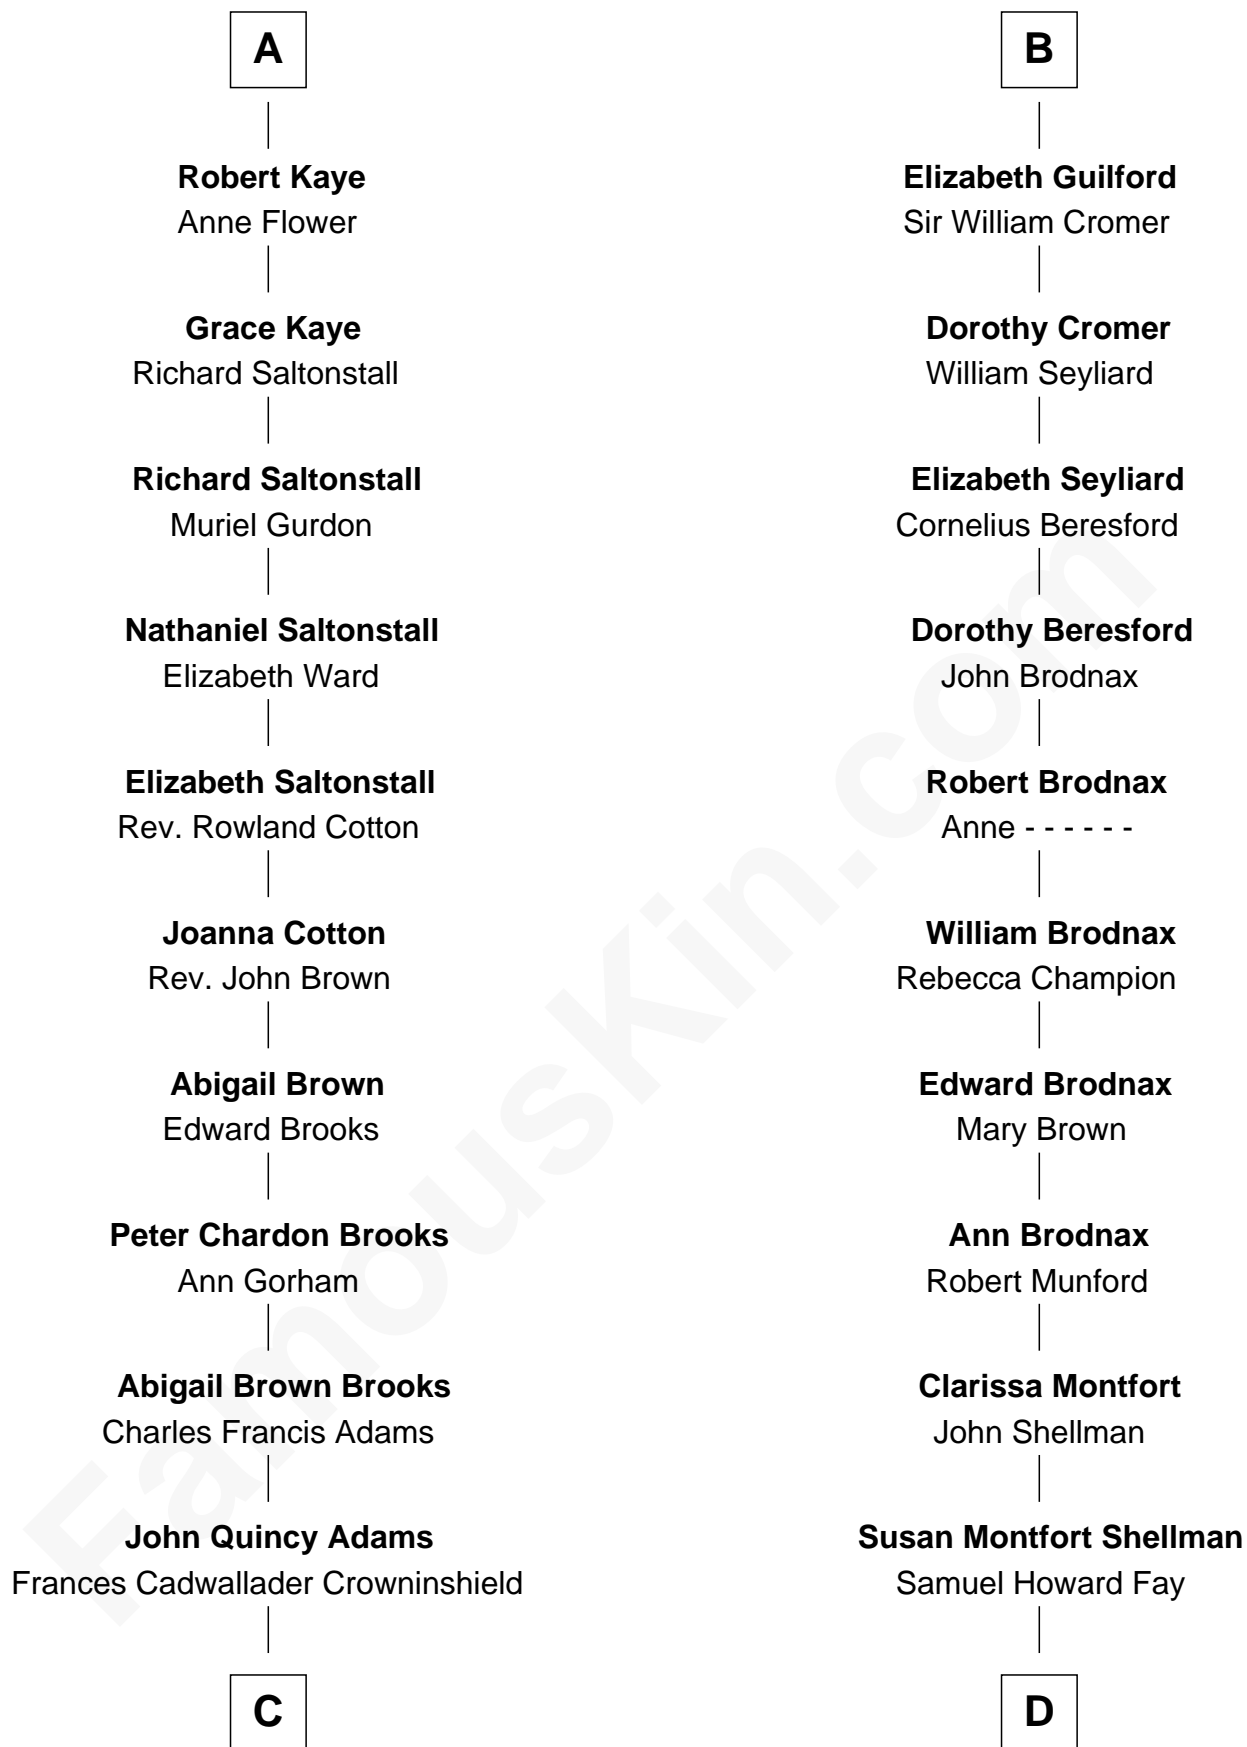 A
Robert Kaye
Anne Flower
Grace Kaye
Richard Saltonstall
Richard Saltonstall
Muriel Gurdon
Nathaniel Saltonstall
Elizabeth Ward
Elizabeth Saltonstall
Rev. Rowland Cotton
Joanna Cotton
Rev. John Brown
Abigail Brown
Edward Brooks
Peter Chardon Brooks
Ann Gorham
Abigail Brown Brooks
Charles Francis Adams
John Quincy Adams
Frances Cadwallader Crowninshield
C
B
Elizabeth Guilford
Sir William Cromer
Dorothy Cromer
William Seyliard
Elizabeth Seyliard
Cornelius Beresford
Dorothy Beresford
John Brodnax
Robert Brodnax
Anne - - - - - -
William Brodnax
Rebecca Champion
Edward Brodnax
Mary Brown
Ann Brodnax
Robert Munford
Clarissa Montfort
John Shellman
Susan Montfort Shellman
Samuel Howard Fay
D
FamousKin.com